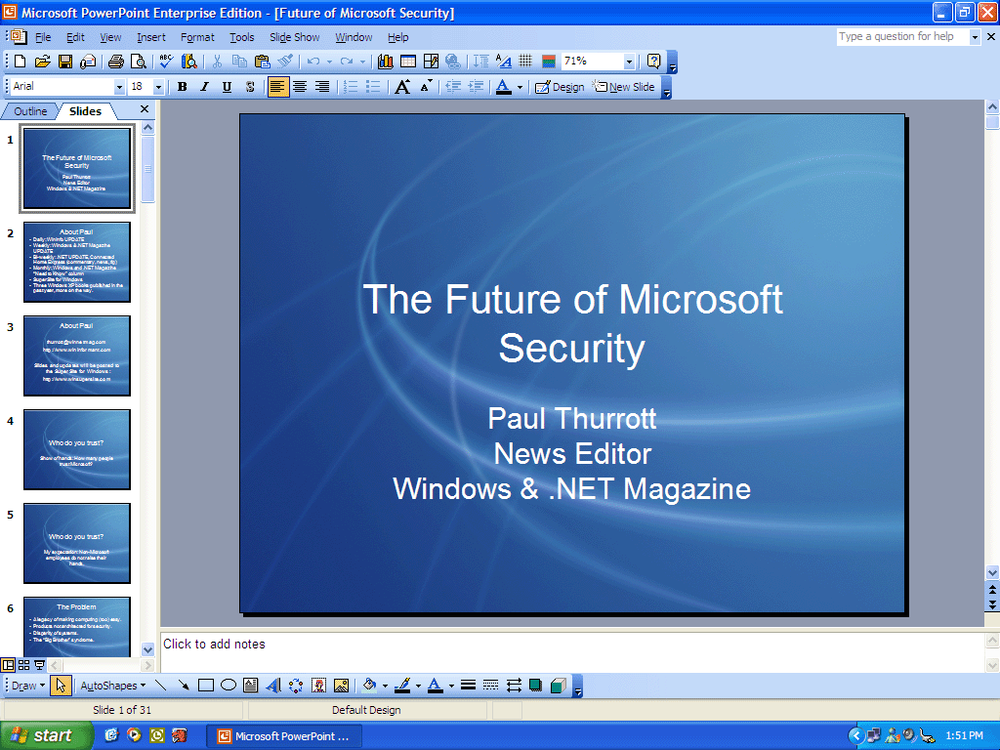 Microsoft PowerPoint Enterprise Edition - [Future of Microsoft Security]
File Edit View Insert Format Tools Slide Show Window Help
Type a question for help
71%
Arial 18 B I U S A A A Design New Slide
Outline Slides
1
The Future of Microsoft
Security
Paul Thurrott
News Editor
Windows & .NET Magazine
2
About Paul
Daily: WinInfo UPDATE
Weekly: Windows & .NET Magazine
UPDATE
Bi-weekly: .NET UPDATE, Connected
Home Express (commentary, news, tip)
Monthly: Windows and .NET Magazine
"Need to Know" column
SuperSite for Windows
Three Windows XP books published in the
past year, more on the way.
3
About Paul
thurrott@winnetmag.com
http://www.wininformant.com
Slides and updates will be posted to
the Super Site for Windows:
http://www.winsupersite.com
4
Who do you trust?
Show of hands: How many people
trust Microsoft?
5
Who do you trust?
My expectation: Non-Microsoft
employees do not raise their
hands.
6
The Problem
A legacy of making computing (too) easy.
Products not architected for security.
Disparity of systems.
The "Big Brother" syndrome.
The Future of Microsoft
Security
Paul Thurrott
News Editor
Windows & .NET Magazine
Click to add notes
Draw AutoShapes
Slide 1 of 31 Default Design
start Microsoft PowerPoint ... 1:51 PM